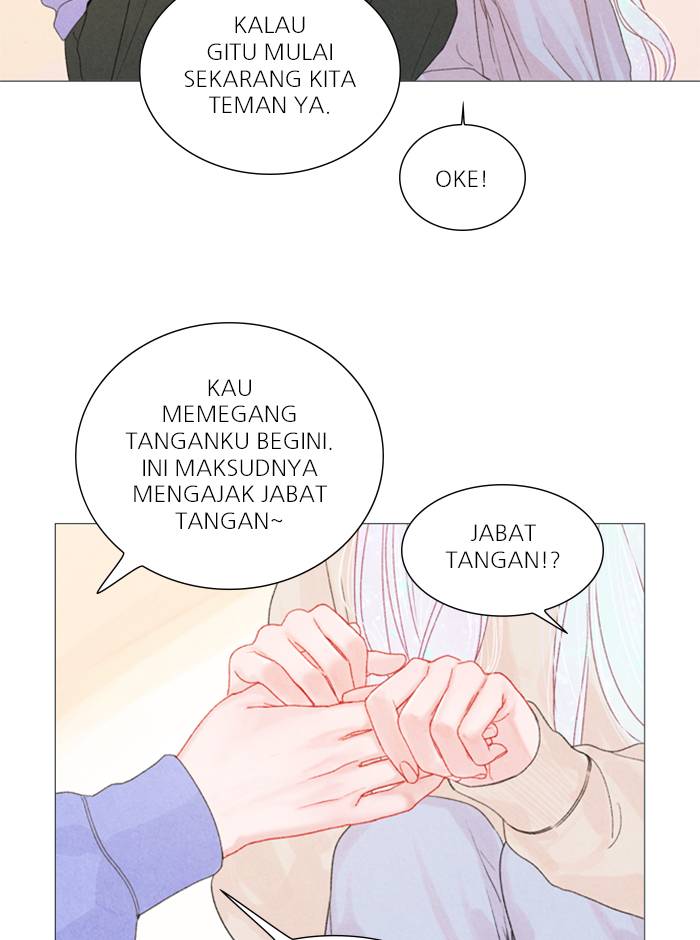 KALAU
GITU MULAI
SEKARANG KITA
TEMAN YA.
OKE!
KAU
MEMEGANG
TANGANKU BEGINI.
INI MAKSUDNYA
MENGAJAK JABAT
TANGAN~
JABAT
TANGAN!?